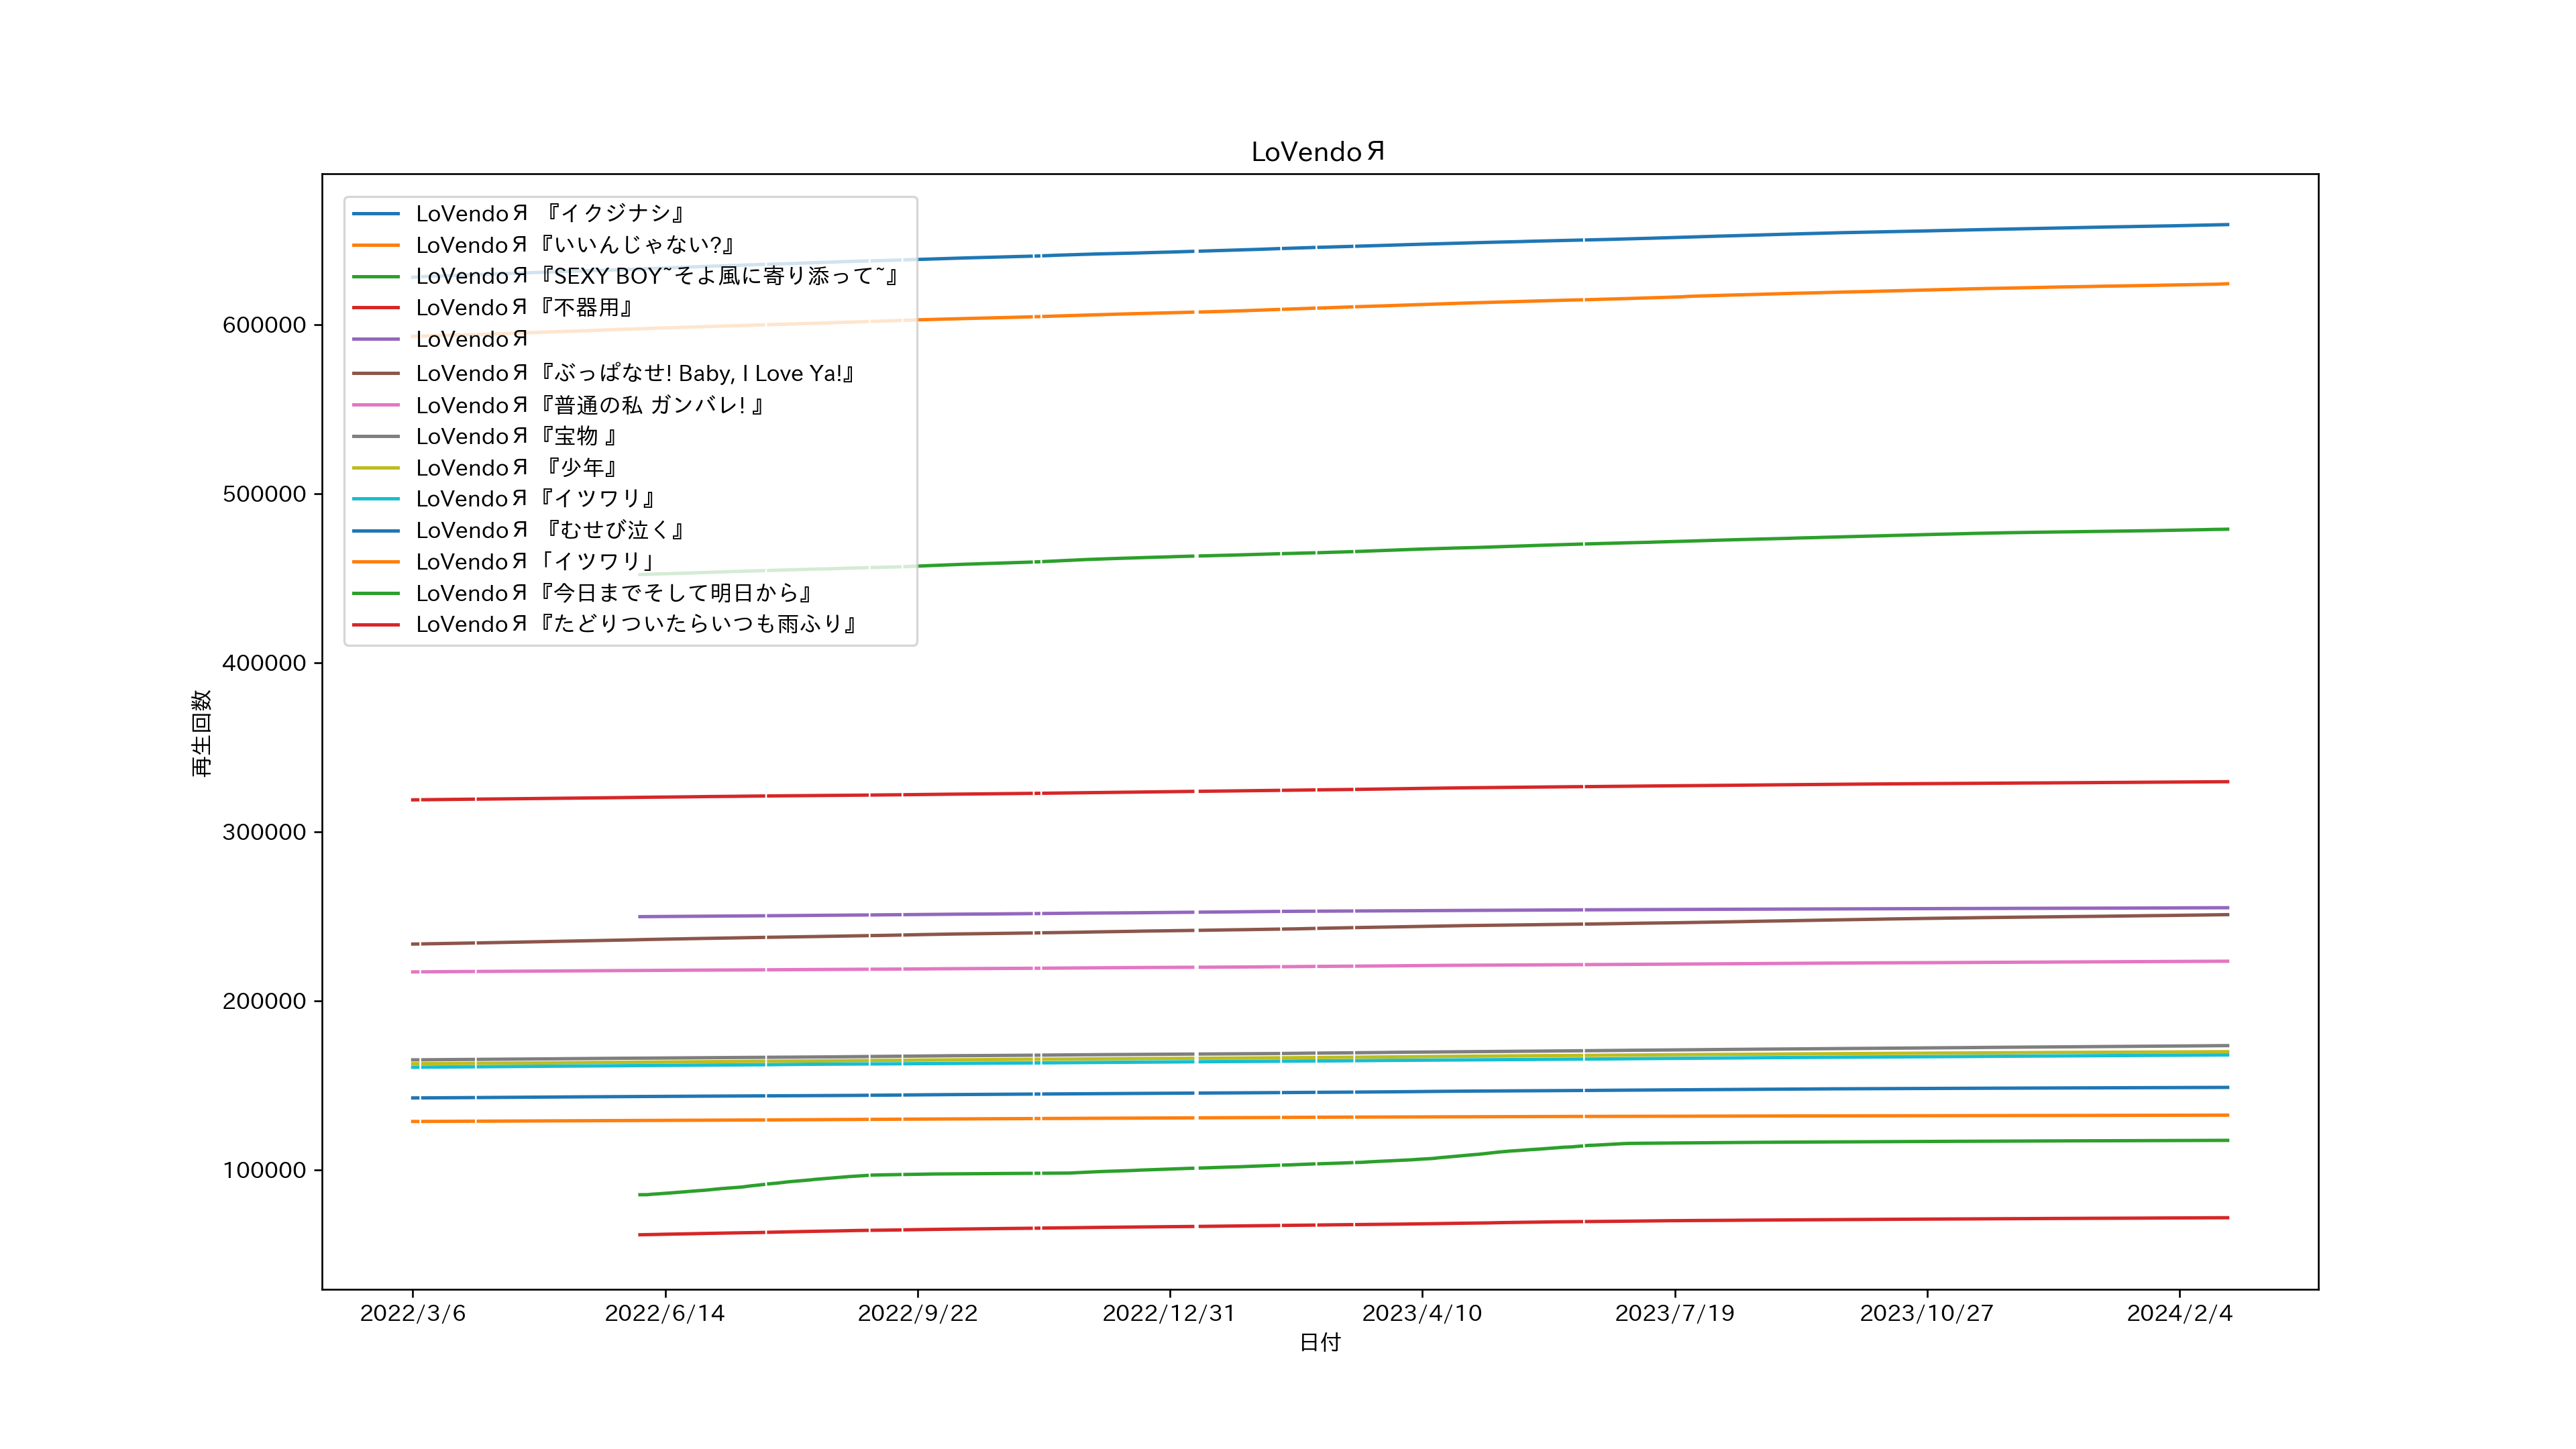 LoVendoЯ
LoVendoЯ 『イクジナシ』
LoVendoЯ『いいんじゃない?』
LoVendoЯ『SEXY BOY~そよ風に寄り添って~』
LoVendoЯ『不器用』
LoVendoЯ
LoVendoЯ『ぶっぱなせ! Baby, I Love Ya!』
LoVendoЯ『普通の私 ガンバレ! 』
LoVendoЯ『宝物 』
LoVendoЯ 『少年』
LoVendoЯ『イツワリ』
LoVendoЯ 『むせび泣く』
LoVendoЯ「イツワリ」
LoVendoЯ『今日までそして明日から』
LoVendoЯ『たどりついたらいつも雨ふり』
600000
500000
400000
300000
200000
100000
再生回数
2022/3/6 2022/6/14 2022/9/22 2022/12/31 2023/4/10 2023/7/19 2023/10/27 2024/2/4
日付